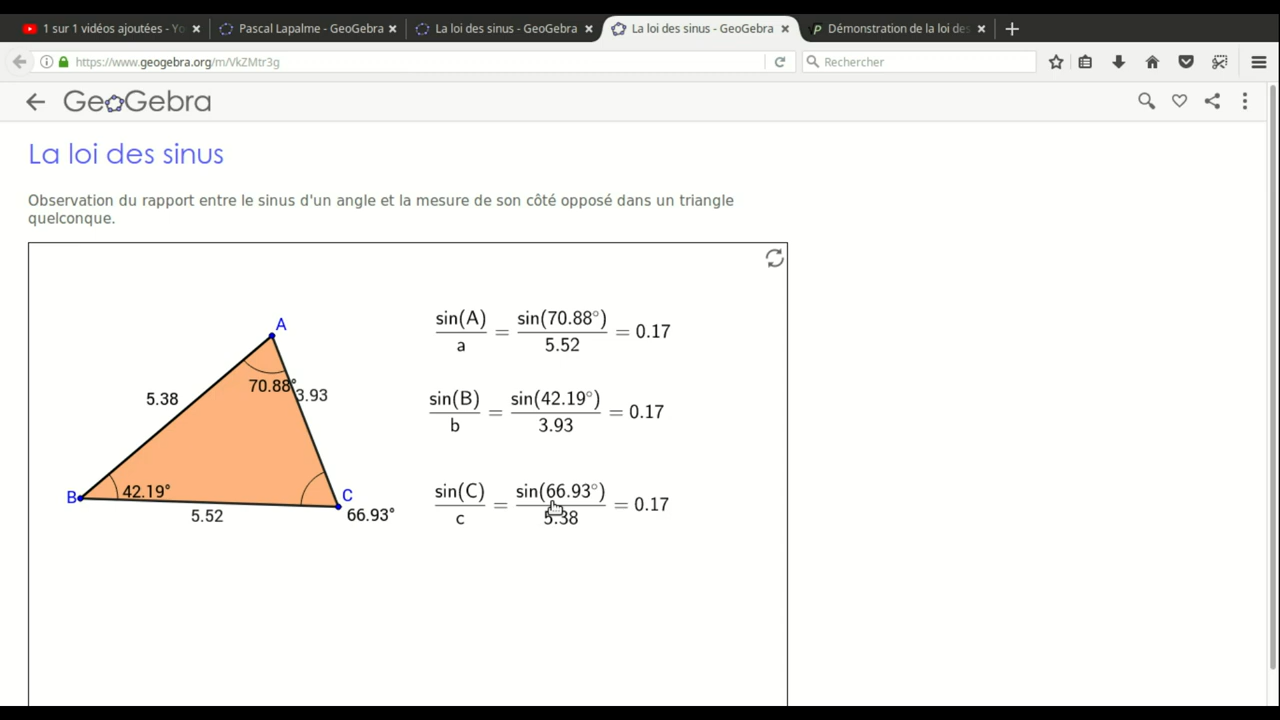 1 sur 1 vidéos ajoutées - Yo
Pascal Lapalme - GeoGebra
La loi des sinus - GeoGebra
La loi des sinus - GeoGebra
Démonstration de la loi des
https://www.geogebra.org/m/VkZMtr3g
Rechercher
GeoGebra
La loi des sinus
Observation du rapport entre le sinus d'un angle et la mesure de son côté opposé dans un triangle
quelconque.
A
70.88°
5.38
3.93
B
42.19°
C
5.52
66.93°
sin(A)/a = sin(70.88°)/5.52 = 0.17
sin(B)/b = sin(42.19°)/3.93 = 0.17
sin(C)/c = sin(66.93°)/5.38 = 0.17